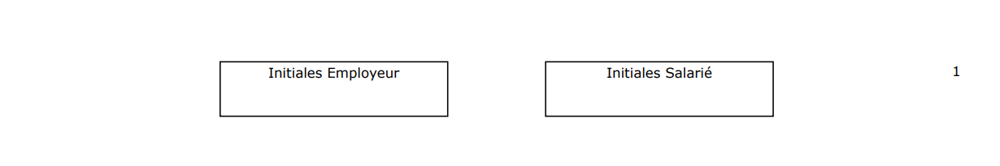 Initiales Employeur
Initiales Salarié
1